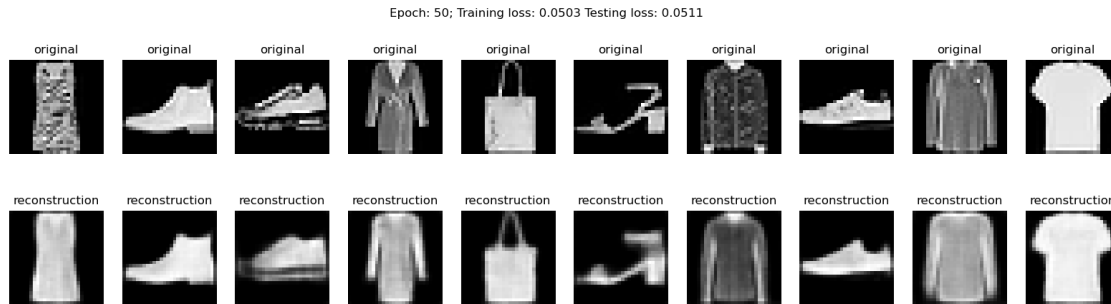 Epoch: 50; Training loss: 0.0503 Testing loss: 0.0511
original original original original original original original original original original
reconstruction reconstruction reconstruction reconstruction reconstruction reconstruction reconstruction reconstruction reconstruction reconstruction